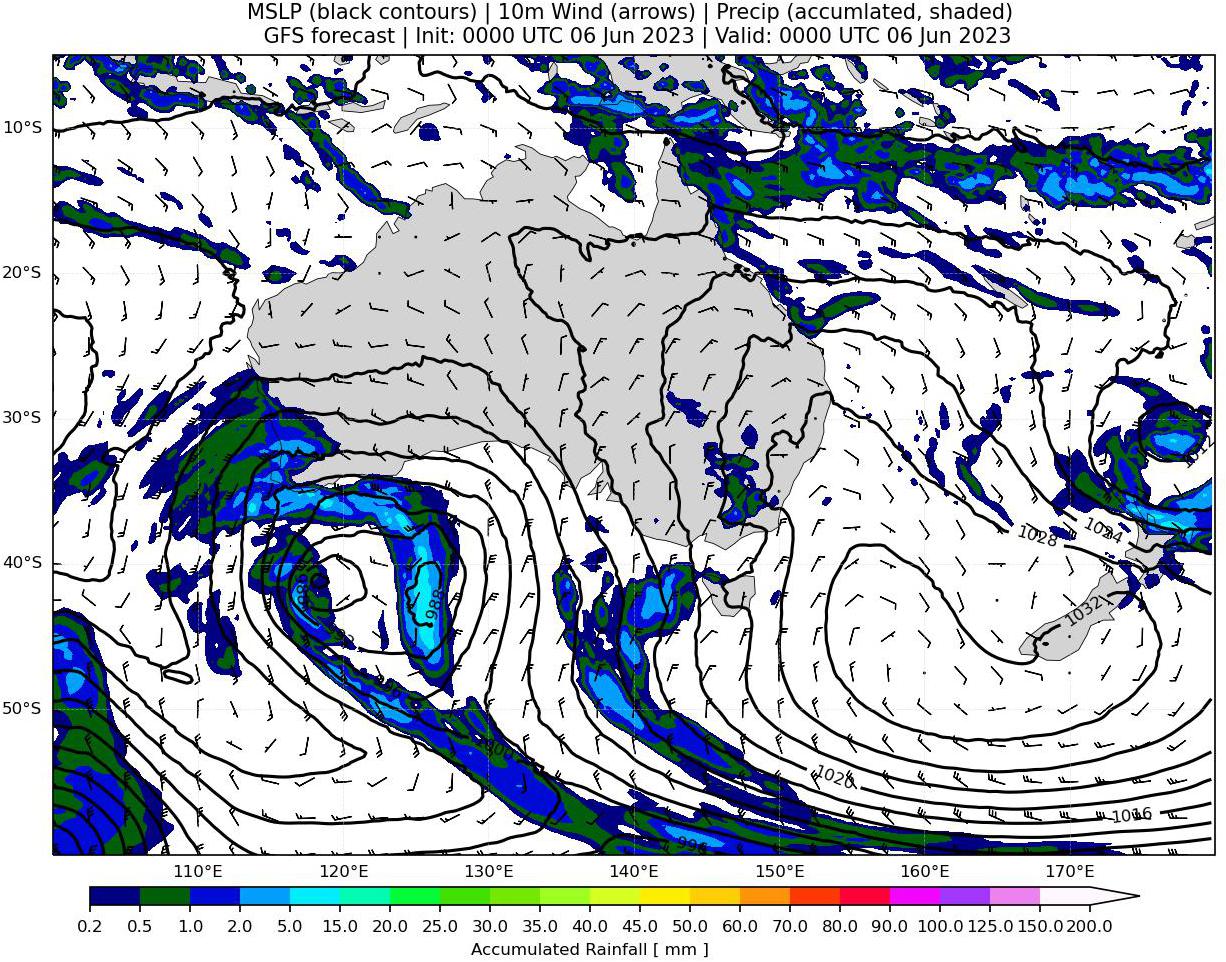 MSLP (black contours) | 10m Wind (arrows) | Precip (accumlated, shaded)
GFS forecast | Init: 0000 UTC 06 Jun 2023 | Valid: 0000 UTC 06 Jun 2023
10°S
20°S
30°S
1028
1024
40°S
988
1032
50°S
1020
1016
996
110°E 120°E 130°E 140°E 150°E 160°E 170°E
0.2 0.5 1.0 2.0 5.0 10.0 15.0 20.0 25.0 30.0 35.0 40.0 45.0 50.0 60.0 70.0 80.0 90.0 100.0 125.0 150.0 200.0
Accumulated Rainfall [ mm ]